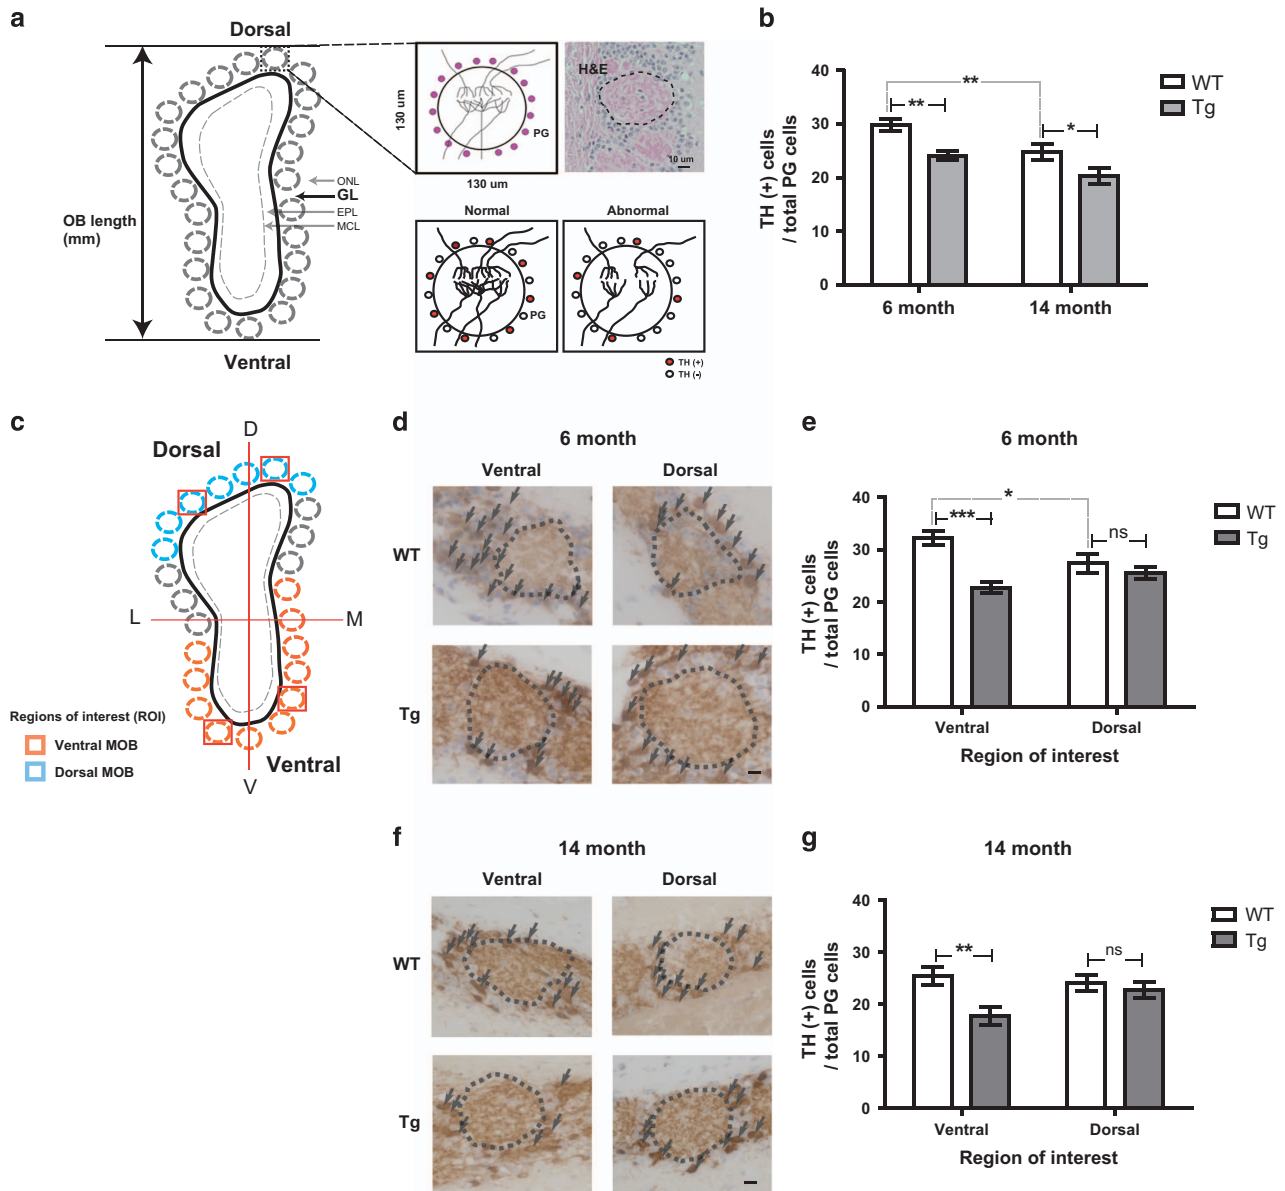 a
Dorsal
OB length
(mm)
ONL
GL
EPL
MCL
Ventral
130 um
PG
130 um
H&E
10 um
Normal
Abnormal
PG
TH (+)
TH (-)
b
TH (+) cells
/ total PG cells
40
30
20
10
0
**
**
*
WT
Tg
6 month
14 month
c
D
Dorsal
L
M
Regions of interest (ROI)
Ventral MOB
Dorsal MOB
Ventral
V
d
6 month
Ventral
Dorsal
WT
Tg
e
6 month
TH (+) cells
/ total PG cells
40
30
20
10
0
*
***
ns
WT
Tg
Ventral
Dorsal
Region of interest
f
14 month
Ventral
Dorsal
WT
Tg
g
14 month
TH (+) cells
/ total PG cells
40
30
20
10
0
**
ns
WT
Tg
Ventral
Dorsal
Region of interest